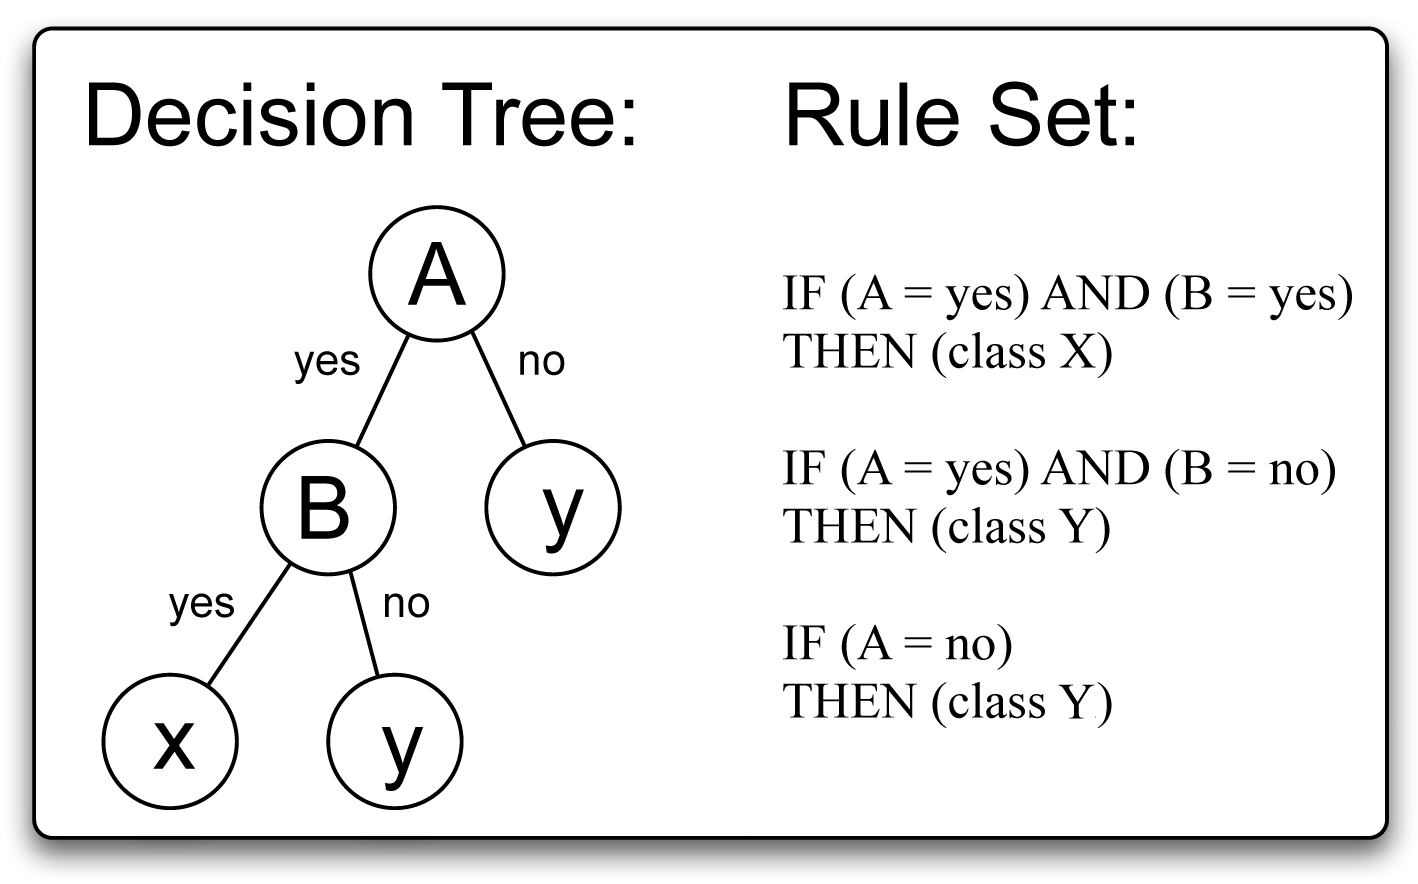 Decision Tree:
A
yes
no
B
y
yes
no
x
y
Rule Set:
IF (A = yes) AND (B = yes)
THEN (class X)
IF (A = yes) AND (B = no)
THEN (class Y)
IF (A = no)
THEN (class Y)